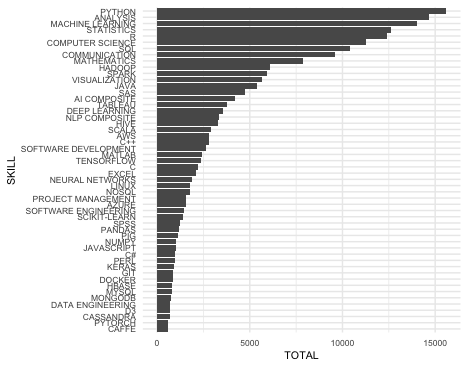 PYTHON
ANALYSIS
MACHINE LEARNING
STATISTICS
R
COMPUTER SCIENCE
SQL
COMMUNICATION
MATHEMATICS
HADOOP
SPARK
VISUALIZATION
JAVA
SAS
AI COMPOSITE
TABLEAU
DEEP LEARNING
NLP COMPOSITE
HIVE
SCALA
AWS
C++
SOFTWARE DEVELOPMENT
MATLAB
TENSORFLOW
C
EXCEL
NEURAL NETWORKS
LINUX
NOSQL
PROJECT MANAGEMENT
AZURE
SOFTWARE ENGINEERING
SCIKIT-LEARN
SPSS
PANDAS
PIG
NUMPY
JAVASCRIPT
C#
PERL
KERAS
GIT
DOCKER
HBASE
MYSQL
MONGODB
DATA ENGINEERING
D3
CASSANDRA
PYTORCH
CAFFE
SKILL
0 5000 10000 15000
TOTAL